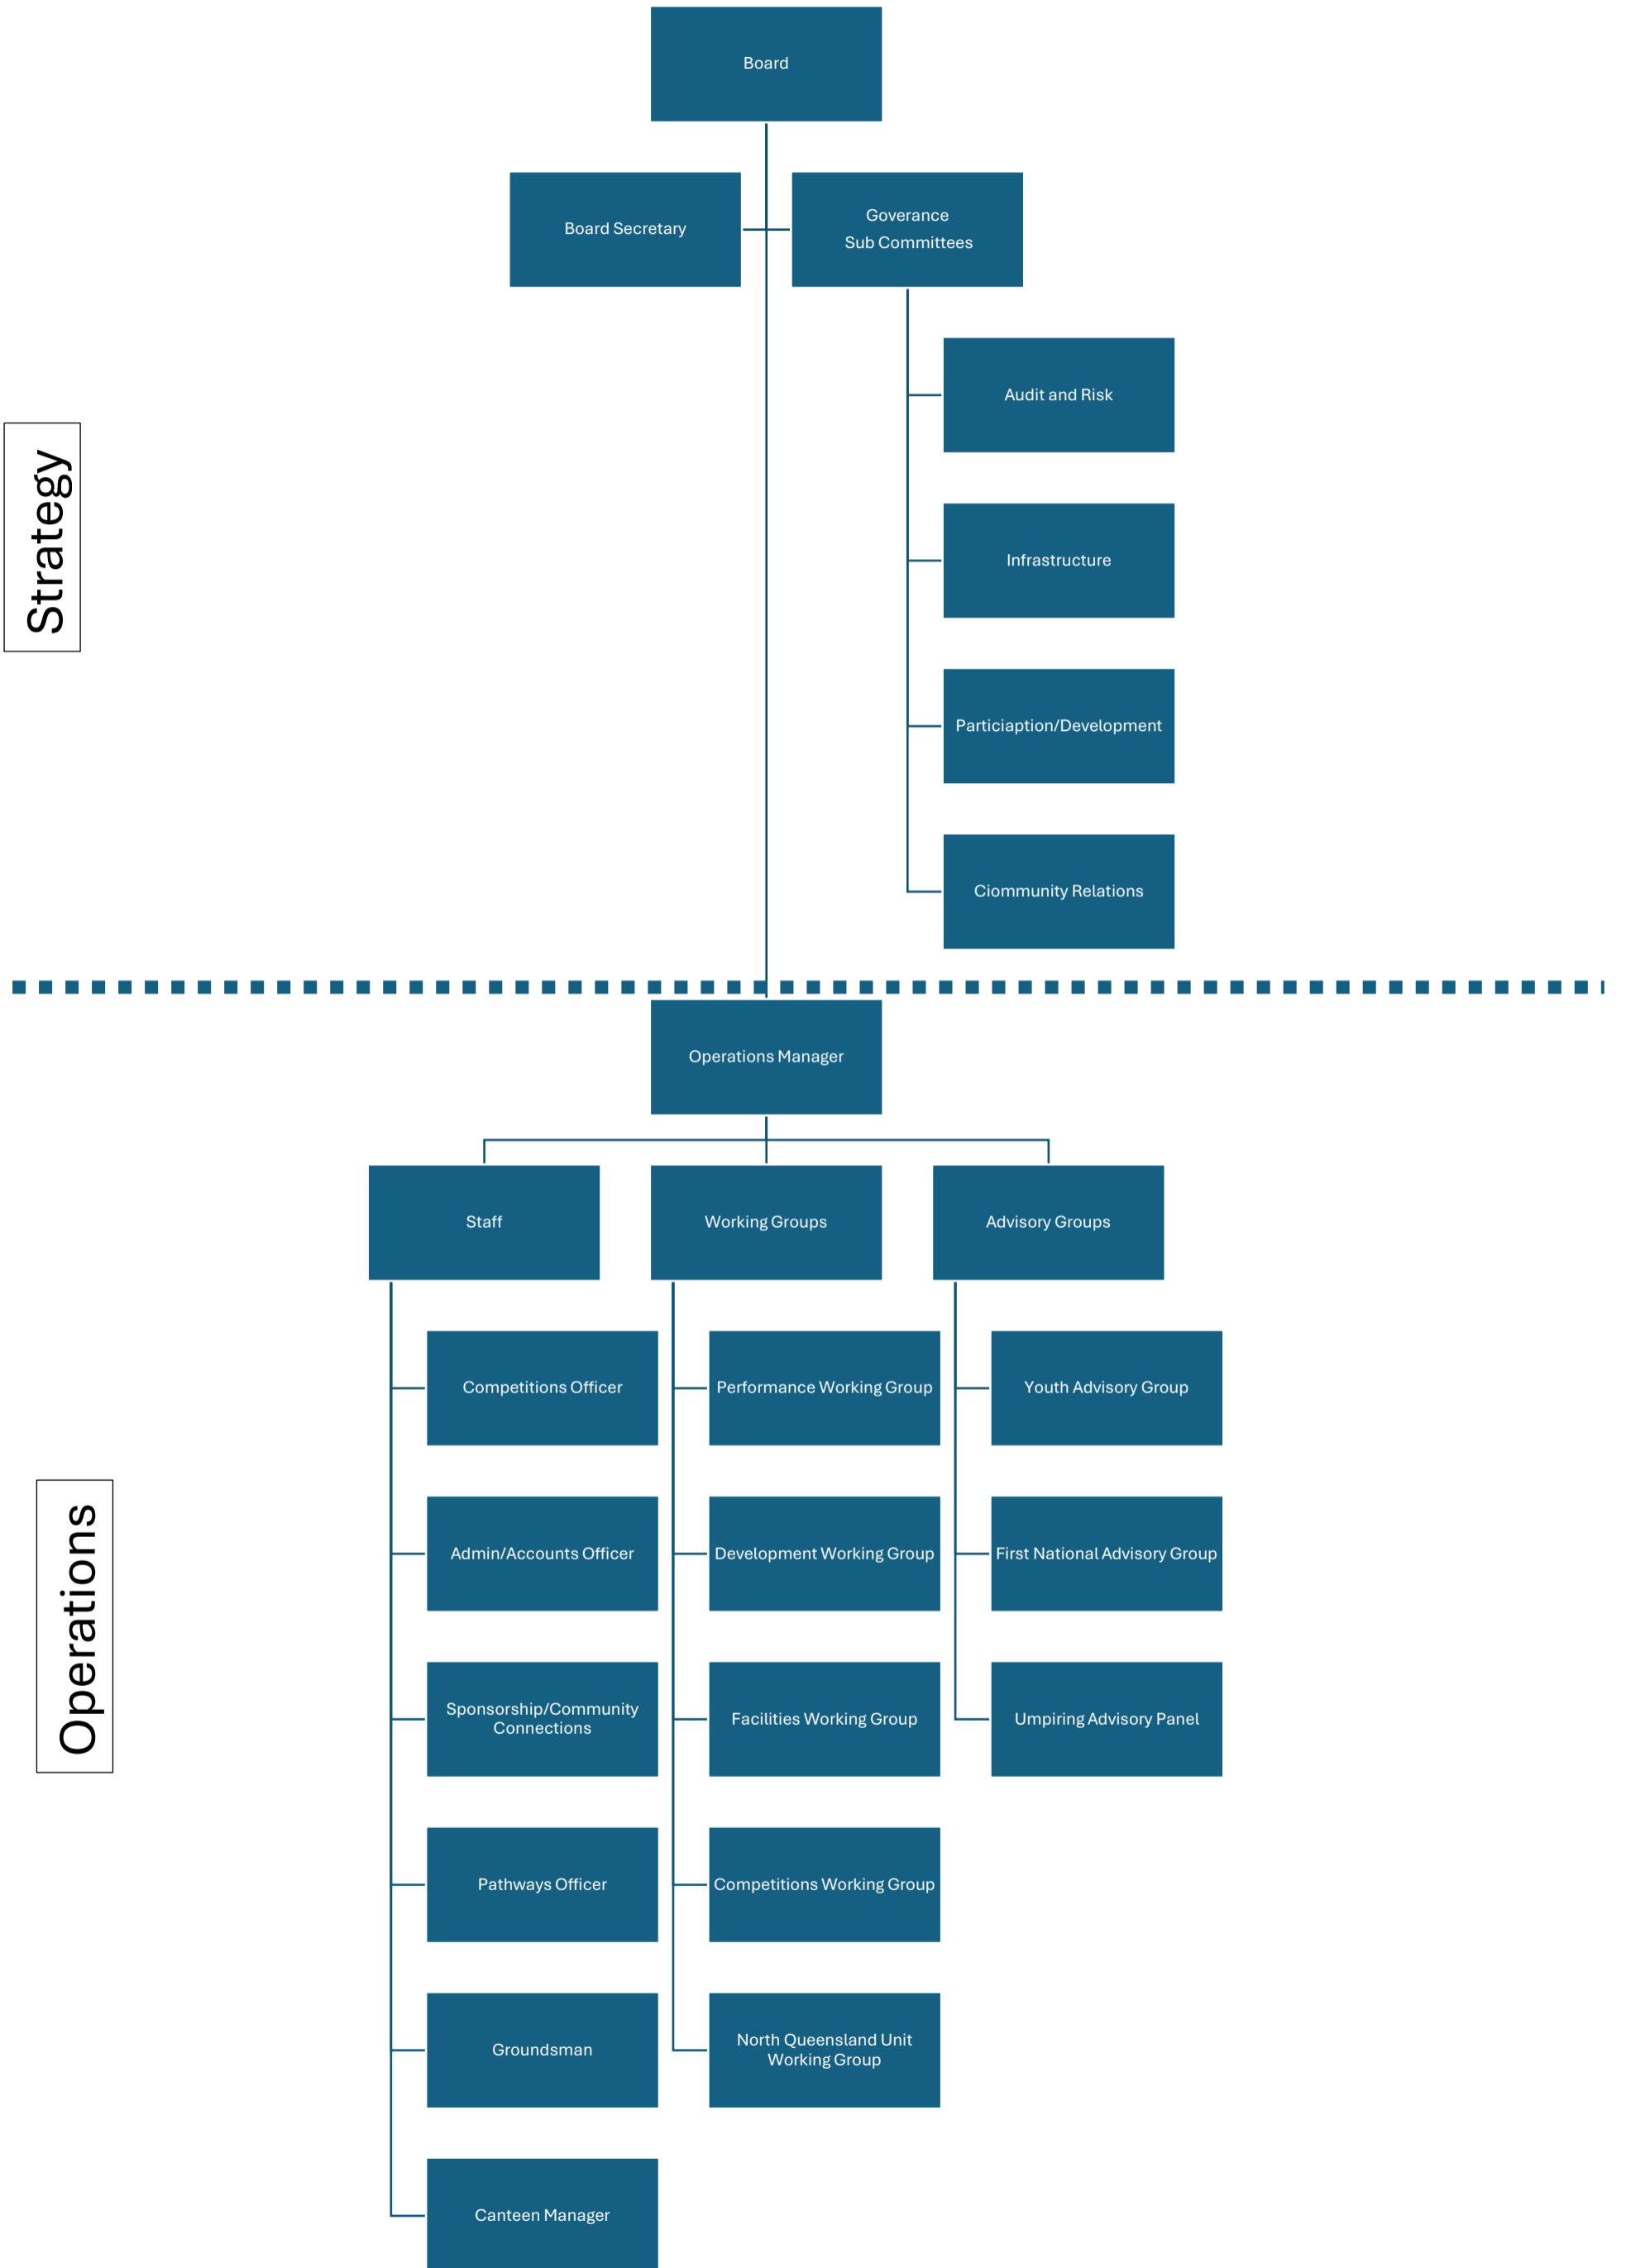 Board
Board Secretary
Goverance
Sub Committees
Audit and Risk
Infrastructure
Particiaption/Development
Ciommunity Relations
Strategy
Operations Manager
Staff
Working Groups
Advisory Groups
Competitions Officer
Performance Working Group
Youth Advisory Group
Admin/Accounts Officer
Development Working Group
First National Advisory Group
Sponsorship/Community
Connections
Facilities Working Group
Umpiring Advisory Panel
Pathways Officer
Competitions Working Group
Groundsman
North Queensland Unit
Working Group
Canteen Manager
Operations